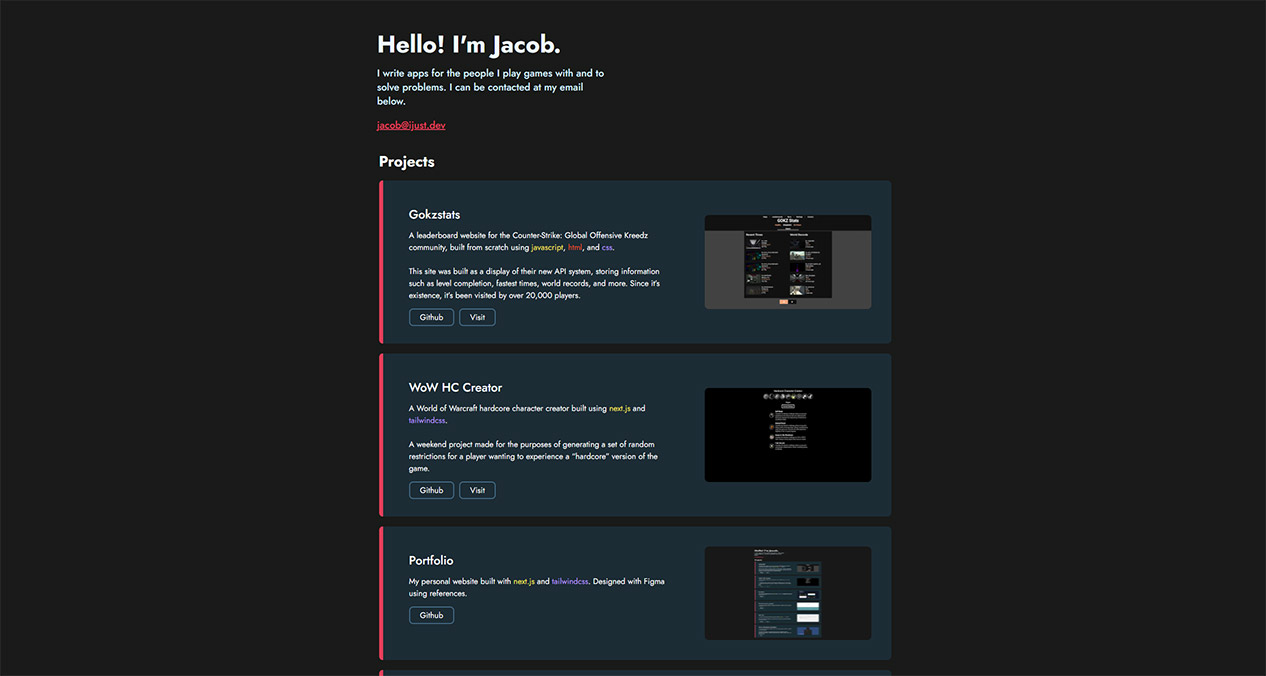 Hello! I'm Jacob.
I write apps for the people I play games with and to
solve problems. I can be contacted at my email
below.
jacob@ijust.dev
Projects
Gokzstats
A leaderboard website for the Counter-Strike: Global Offensive Kreedz
community, built from scratch using javascript, html, and css.
This site was built as a display of their new API system, storing information
such as level completion, fastest times, world records, and more. Since it's
existence, it's been visited by over 20,000 players.
Github Visit
GOKZ Stats
WoW HC Creator
A World of Warcraft hardcore character creator built using next.js and
tailwindcss.
A weekend project made for the purposes of generating a set of random
restrictions for a player wanting to experience a “hardcore” version of the
game.
Github Visit
Portfolio
My personal website built with next.js and tailwindcss. Designed with Figma
using references.
Github
Hello! I'm Jacob.